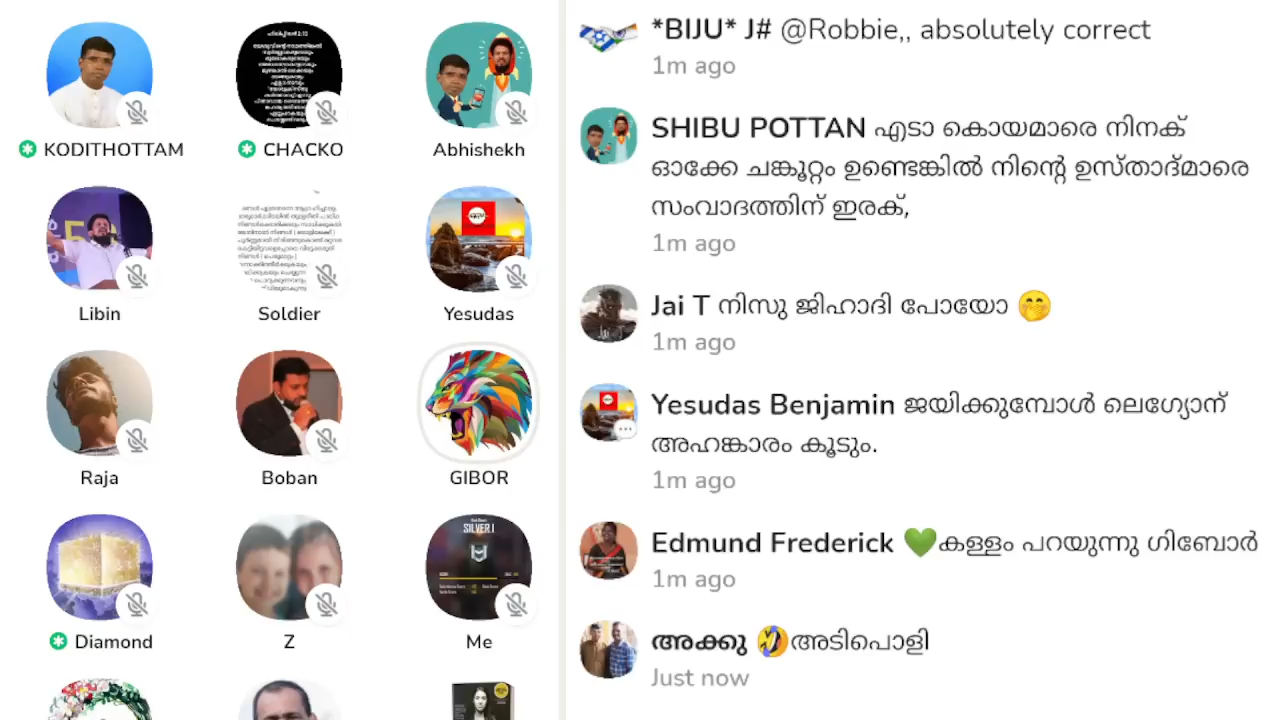 KODITHOTTAM
CHACKO
Abhishekh
Libin
Soldier
Yesudas
Raja
Boban
GIBOR
SILVER I
Diamond
Z
Me
*BIJU* J# @Robbie,, absolutely correct
1m ago
SHIBU POTTAN എടാ കൊയമാരെ നിനക്
ഓക്കേ ചങ്കൂറ്റം ഉണ്ടെങ്കിൽ നിന്റെ ഉസ്താദ്മാരെ
സംവാദത്തിന് ഇരക്,
1m ago
Jai T നിസു ജിഹാദി പോയോ 🤭
1m ago
Yesudas Benjamin ജയിക്കുമ്പോൾ ലെഗ്യോന്
അഹങ്കാരം കൂടും.
1m ago
Edmund Frederick 💚കള്ളം പറയുന്നു ഗിബോർ
1m ago
അക്കു 🤣അടിപൊളി
Just now